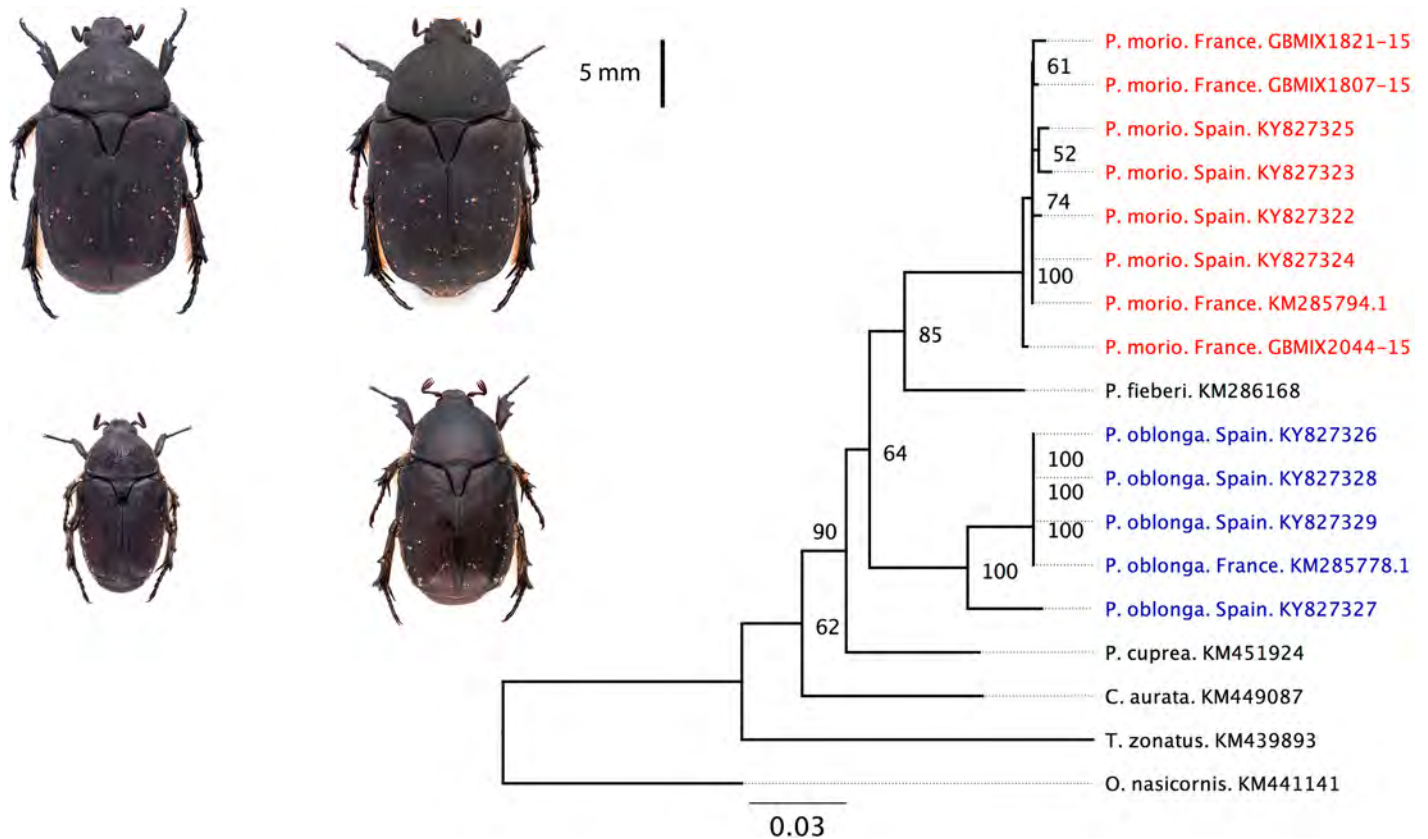 5 mm
P. morio. France. GBMIX1821-15
61
P. morio. France. GBMIX1807-15
P. morio. Spain. KY827325
52
P. morio. Spain. KY827323
74
P. morio. Spain. KY827322
P. morio. Spain. KY827324
100
P. morio. France. KM285794.1
85
P. morio. France. GBMIX2044-15
P. fieberi. KM286168
P. oblonga. Spain. KY827326
64
100
P. oblonga. Spain. KY827328
100
P. oblonga. Spain. KY827329
90
100
P. oblonga. France. KM285778.1
100
P. oblonga. Spain. KY827327
62
P. cuprea. KM451924
C. aurata. KM449087
T. zonatus. KM439893
O. nasicornis. KM441141
0.03